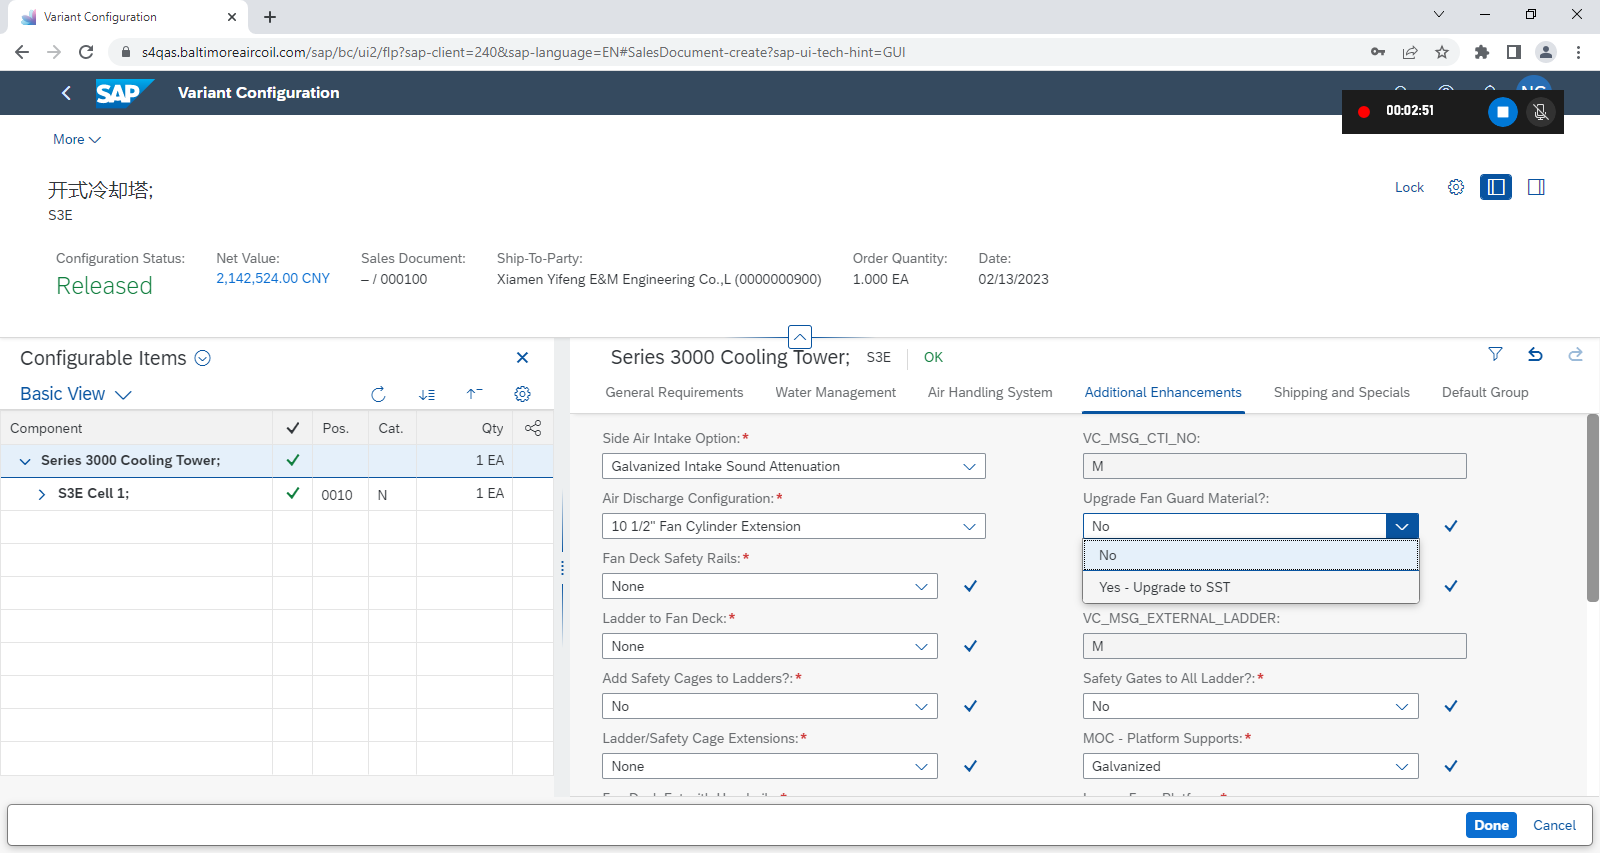 Variant Configuration
s4qas.baltimoreaircoil.com/sap/bc/ui2/flp?sap-client=240&sap-language=EN#SalesDocument-create?sap-ui-tech-hint=GUI
SAP Variant Configuration
00:02:51
More
开式冷却塔;
S3E
Lock
Configuration Status: Net Value: Sales Document: Ship-To-Party: Order Quantity: Date:
Released 2,142,524.00 CNY – / 000100 Xiamen Yifeng E&M Engineering Co.,L (0000000900) 1.000 EA 02/13/2023
Configurable Items
Basic View
Component Pos. Cat. Qty
Series 3000 Cooling Tower; 1 EA
S3E Cell 1; 0010 N 1 EA
Series 3000 Cooling Tower; S3E OK
General Requirements Water Management Air Handling System Additional Enhancements Shipping and Specials Default Group
Side Air Intake Option:* VC_MSG_CTI_NO:
Galvanized Intake Sound Attenuation M
Air Discharge Configuration:* Upgrade Fan Guard Material?:
10 1/2" Fan Cylinder Extension No
Fan Deck Safety Rails:* No
None Yes - Upgrade to SST
Ladder to Fan Deck:* VC_MSG_EXTERNAL_LADDER:
None M
Add Safety Cages to Ladders?:* Safety Gates to All Ladder?:*
No No
Ladder/Safety Cage Extensions:* MOC - Platform Supports:*
None Galvanized
Done Cancel